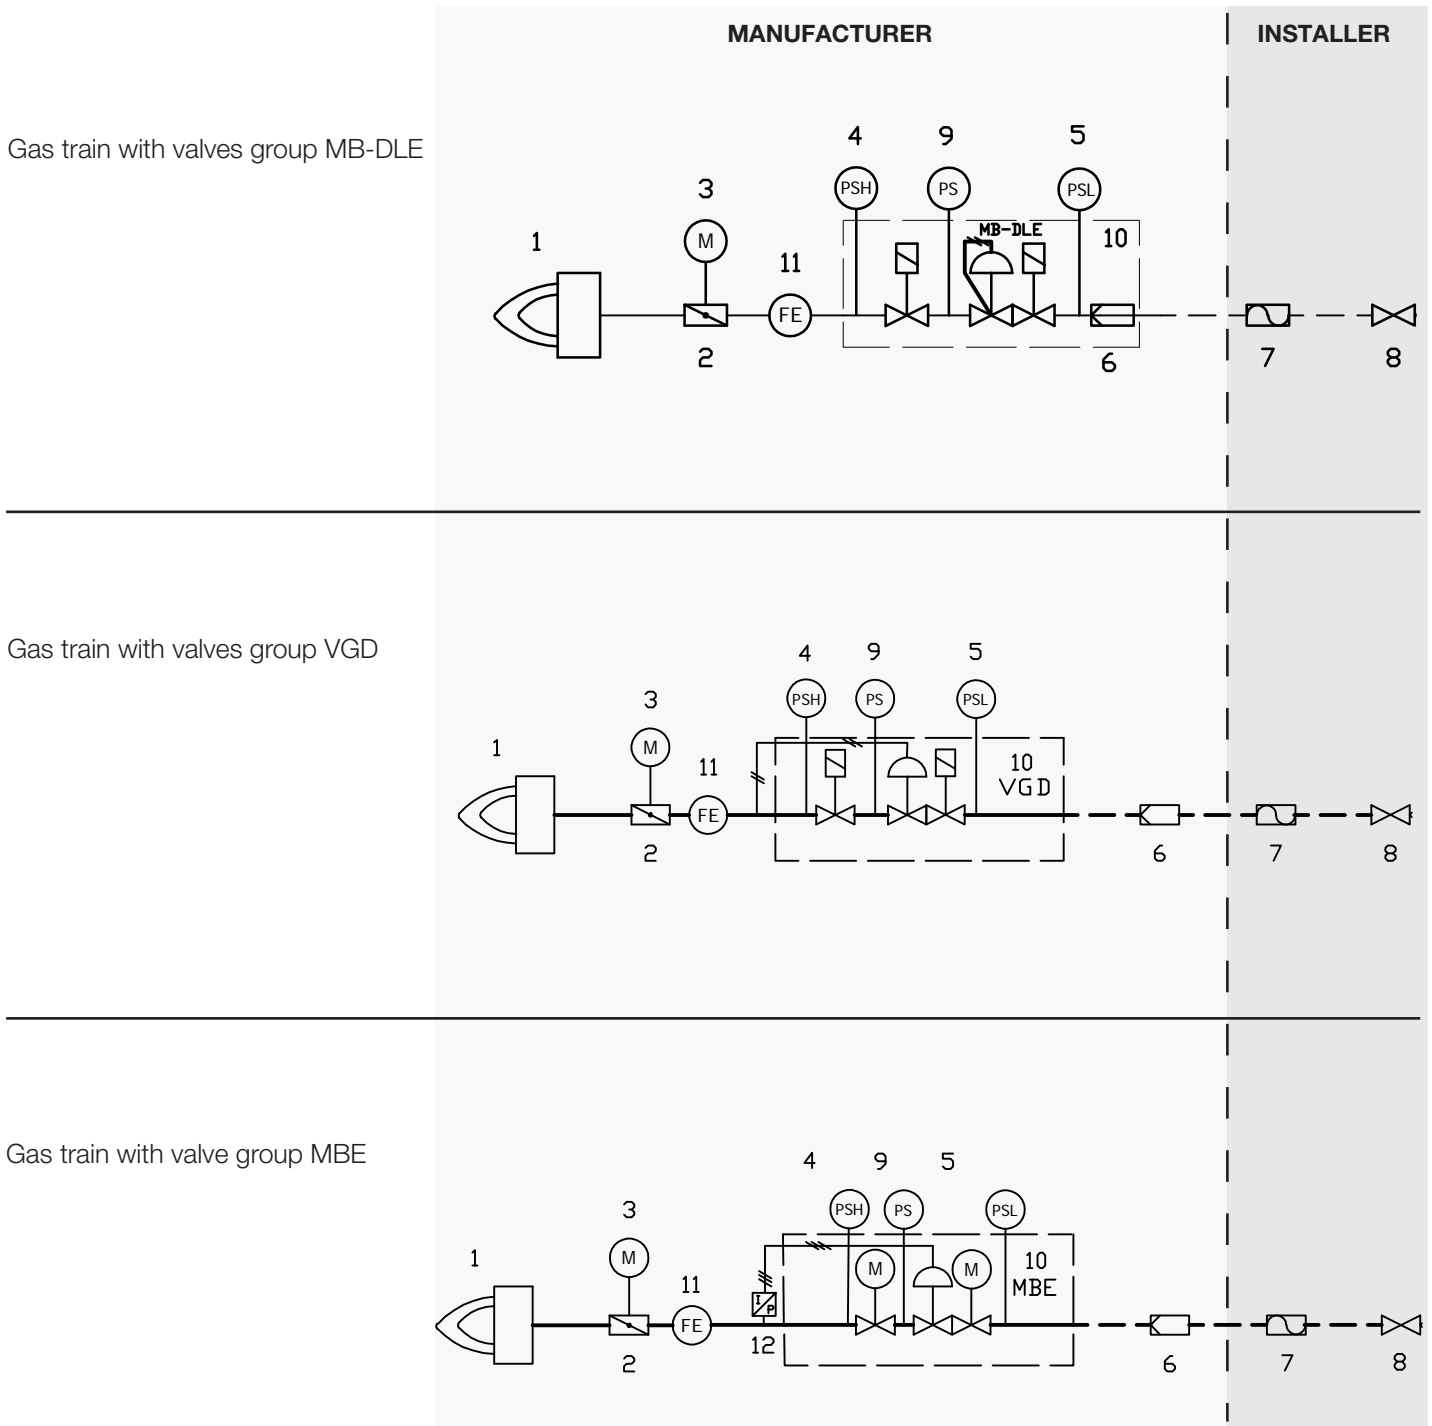 MANUFACTURER INSTALLER
Gas train with valves group MB-DLE
4 9 5
PSH PS PSL
3
M
MB-DLE 10
1
11
FE
2 6 7 8
Gas train with valves group VGD
4 9 5
PSH PS PSL
3
M
1
11
10
VGD
FE
2 6 7 8
Gas train with valve group MBE
4 9 5
PSH PS PSL
3
M
1
M M
10
MBE
11
I/P
FE
12
2 6 7 8